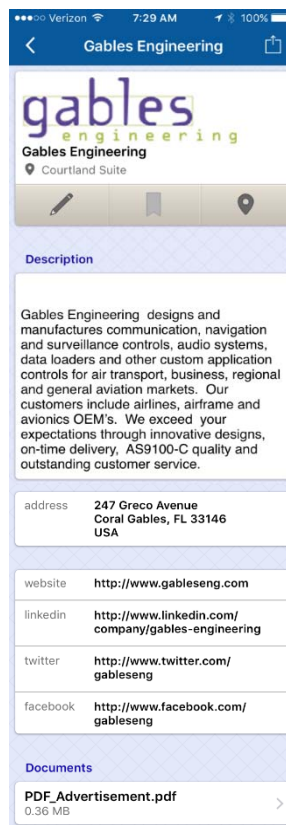 Verizon 7:29 AM 100%
Gables Engineering
gables
engineering
Gables Engineering
Courtland Suite
Description
Gables Engineering designs and
manufactures communication, navigation
and surveillance controls, audio systems,
data loaders and other custom application
controls for air transport, business, regional
and general aviation markets. Our
customers include airlines, airframe and
avionics OEM's. We exceed your
expectations through innovative designs,
on-time delivery, AS9100-C quality and
outstanding customer service.
address 247 Greco Avenue
Coral Gables, FL 33146
USA
website http://www.gableseng.com
linkedin http://www.linkedin.com/
company/gables-engineering
twitter http://www.twitter.com/
gableseng
facebook http://www.facebook.com/
gableseng
Documents
PDF_Advertisement.pdf
0.36 MB